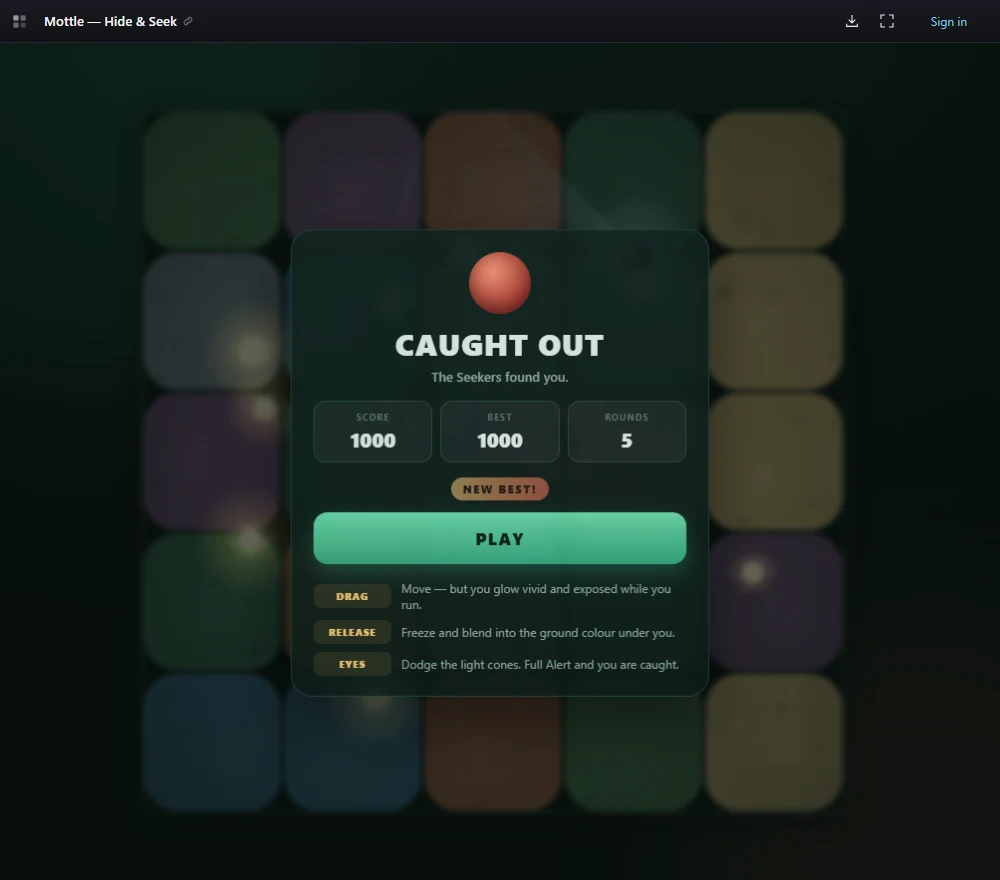 Mottle — Hide & Seek
Sign in
CAUGHT OUT
The Seekers found you.
SCORE
1000
BEST
1000
ROUNDS
5
NEW BEST!
PLAY
DRAG
Move — but you glow vivid and exposed while you
run.
RELEASE
Freeze and blend into the ground colour under you.
EYES
Dodge the light cones. Full Alert and you are caught.